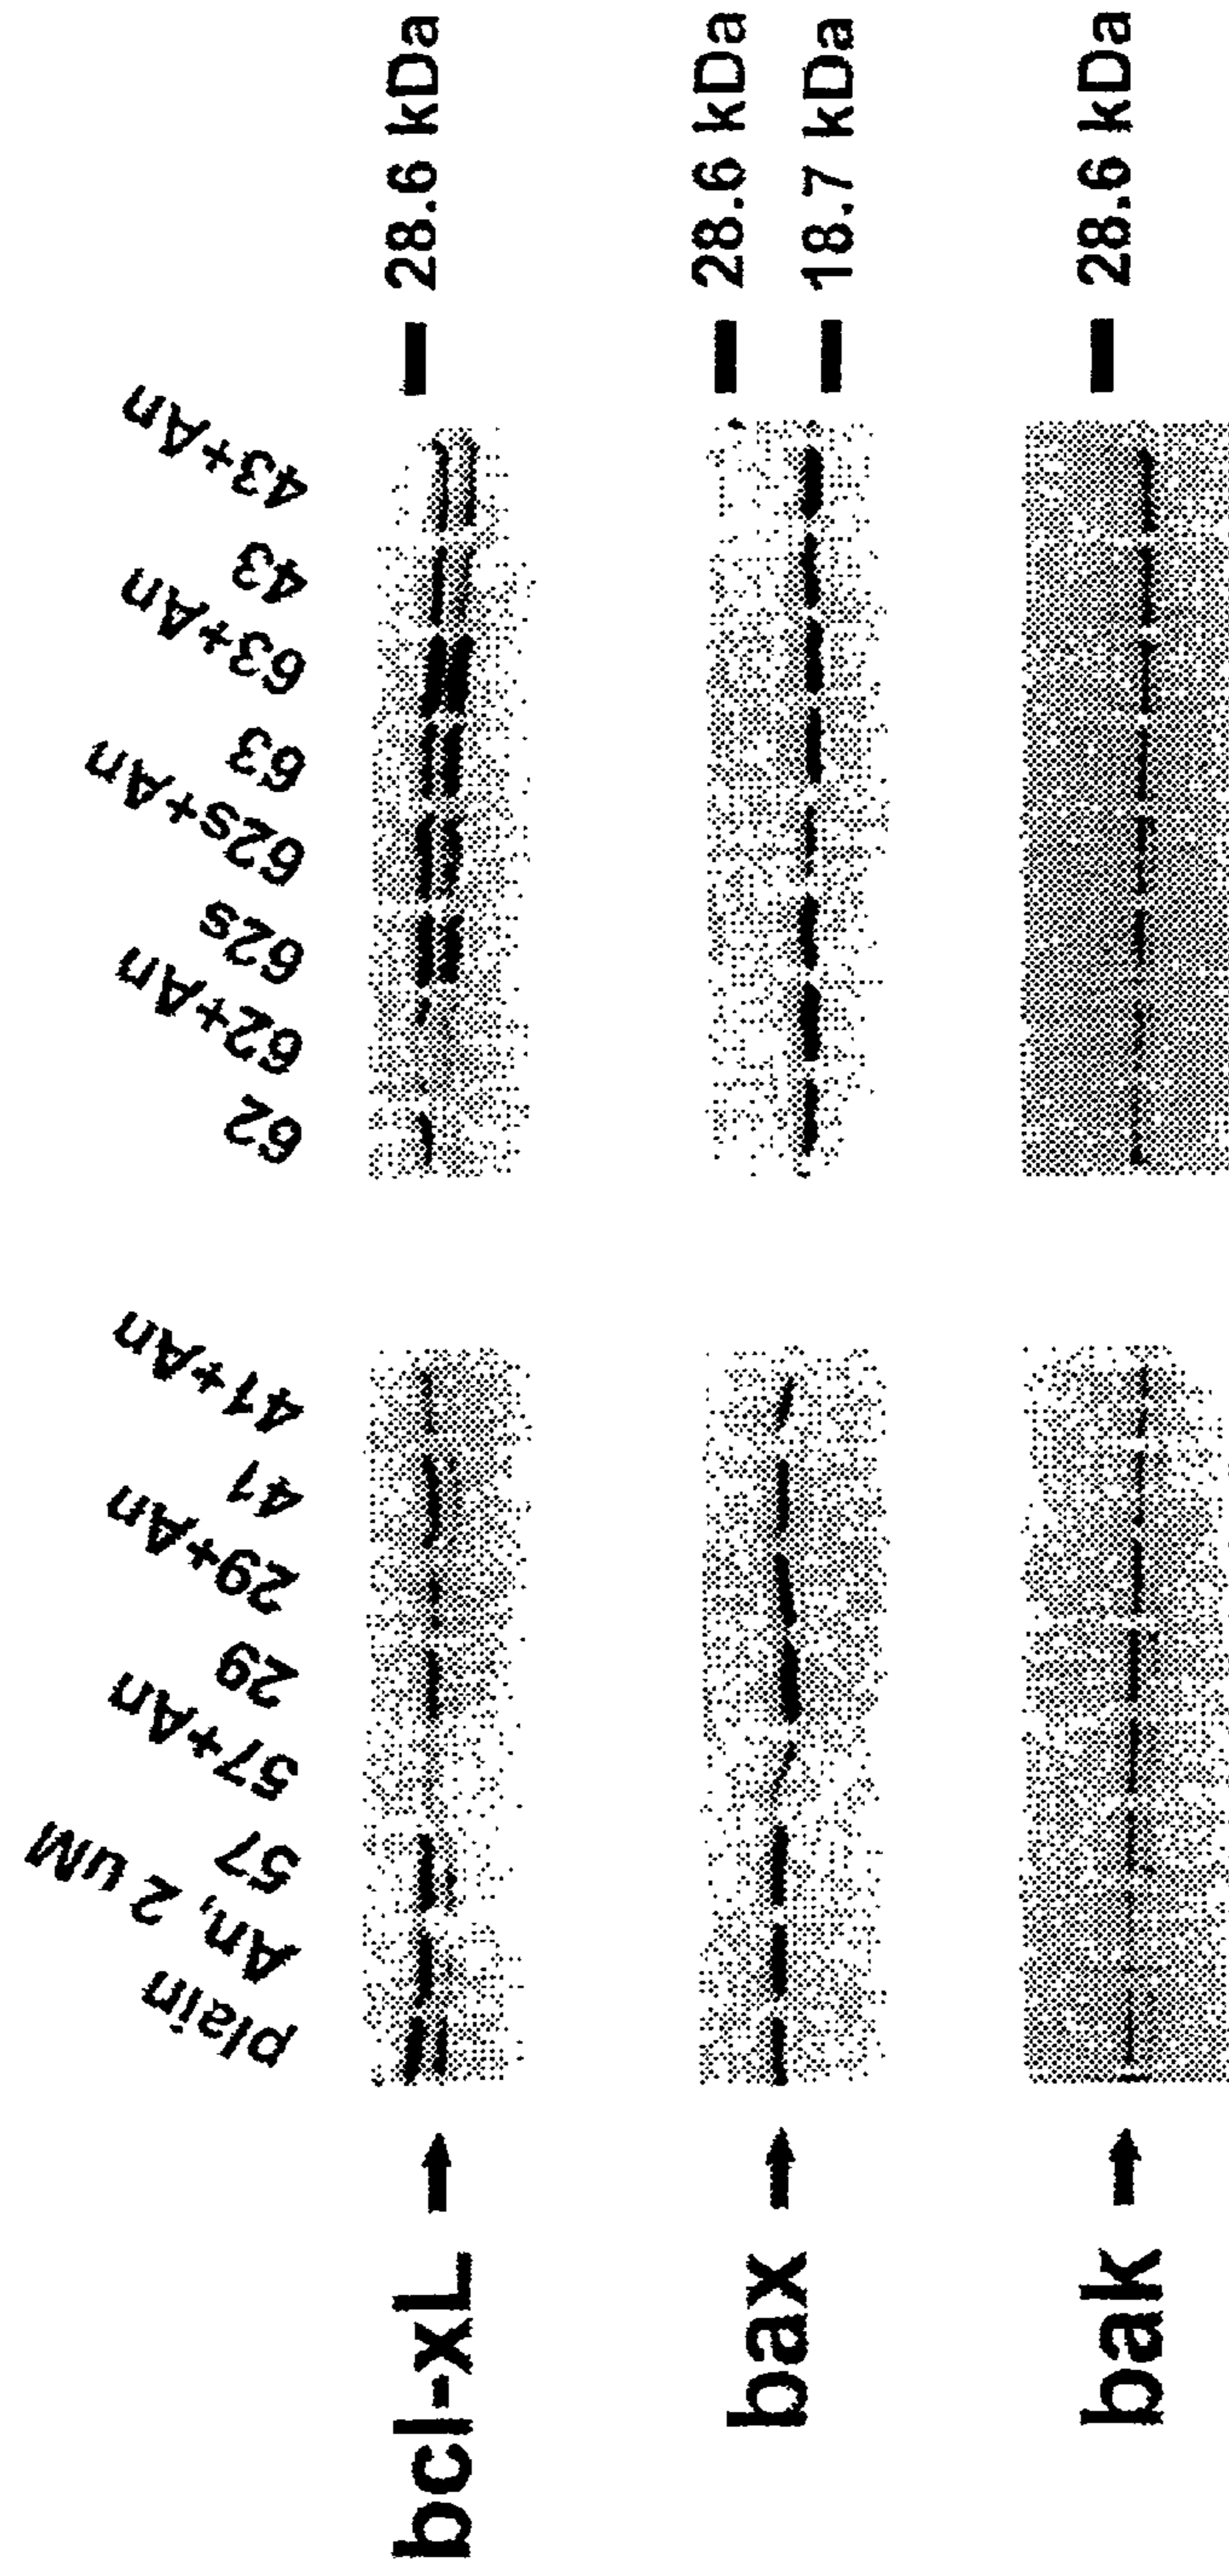 plain
An, 2 uM
57
57+An
29
29+An
41
41+An
62
62+An
62s
62s+An
63
63+An
43
43+An
bcl-xL
28.6 kDa
bax
28.6 kDa
18.7 kDa
bak
28.6 kDa